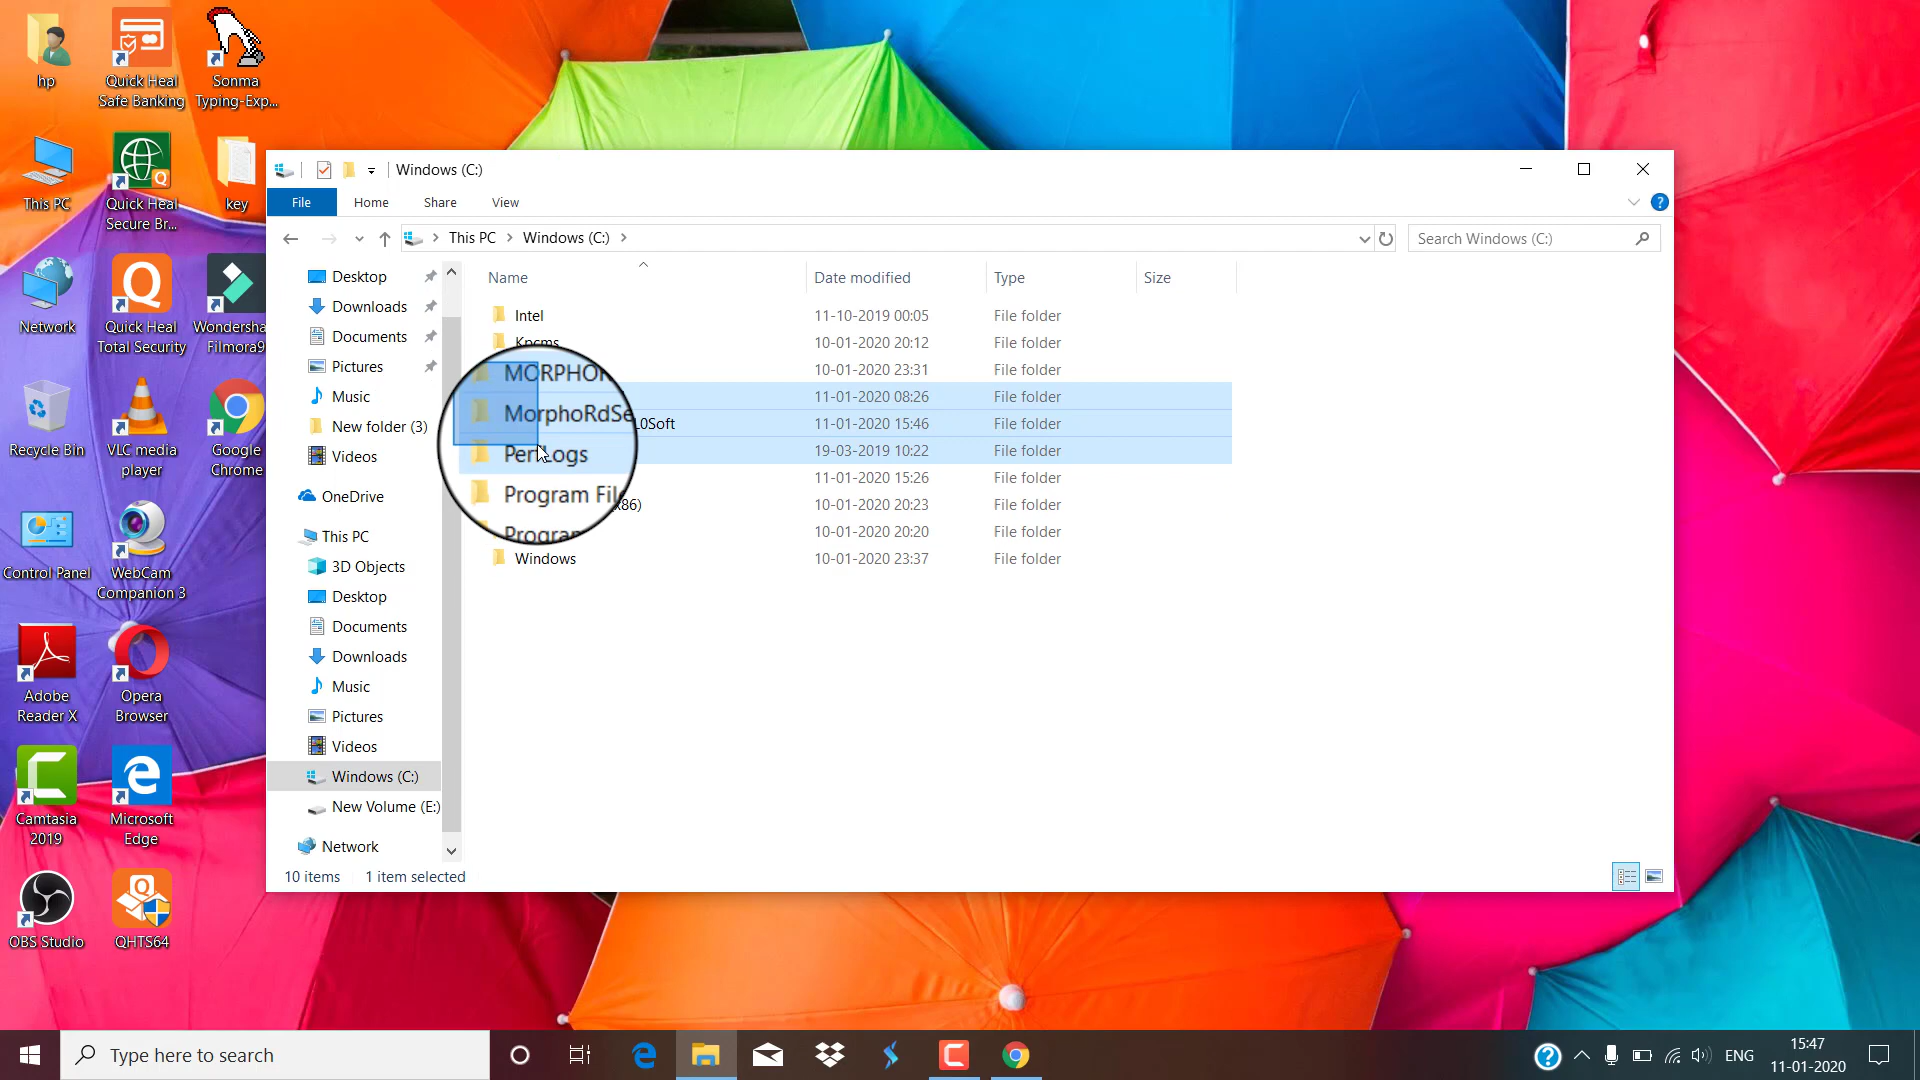 hp
Quick Heal
Safe Banking
Sonma
Typing-Exp...
This PC
Quick Heal
Secure Br...
key
Network
Quick Heal
Total Security
Wondersha
Filmora9
Recycle Bin
VLC media
player
Google
Chrome
Control Panel
WebCam
Companion 3
Adobe
Reader X
Opera
Browser
Camtasia
2019
Microsoft
Edge
OBS Studio
QHTS64
Windows (C:)
File
Home
Share
View
This PC
Windows (C:)
Search Windows (C:)
Desktop
Downloads
Documents
Pictures
Music
New folder (3)
Videos
OneDrive
This PC
3D Objects
Desktop
Documents
Downloads
Music
Pictures
Videos
Windows (C:)
New Volume (E:)
Network
Name
Date modified
Type
Size
Intel
11-10-2019 00:05
File folder
Kpcms
10-01-2020 20:12
File folder
10-01-2020 23:31
File folder
MORPHO
11-01-2020 08:26
File folder
MorphoRdSe
L0Soft
11-01-2020 15:46
File folder
PerfLogs
19-03-2019 10:22
File folder
Program File
11-01-2020 15:26
File folder
Program
x86)
10-01-2020 20:23
File folder
10-01-2020 20:20
File folder
Windows
10-01-2020 23:37
File folder
10 items
1 item selected
Type here to search
ENG
15:47
11-01-2020